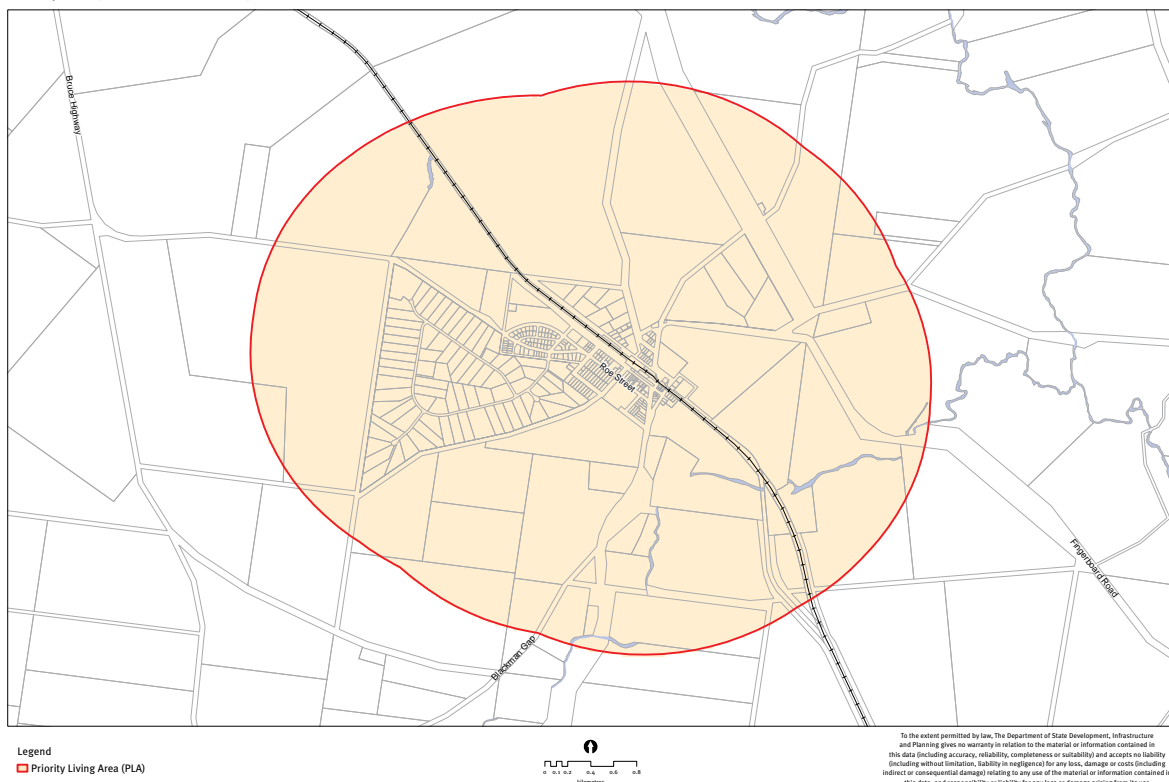 Bruce Highway
Roe Street
Fingerboard Road
Blackman Gap
Legend
Priority Living Area (PLA)
0 0.1 0.2 0.4 0.6 0.8
kilometres
To the extent permitted by law, The Department of State Development, Infrastructure
and Planning gives no warranty in relation to the material or information contained in
this data (including accuracy, reliability, completeness or suitability) and accepts no liability
(including without limitation, liability in negligence) for any loss, damage or costs (including
indirect or consequential damage) relating to any use of the material or information contained in